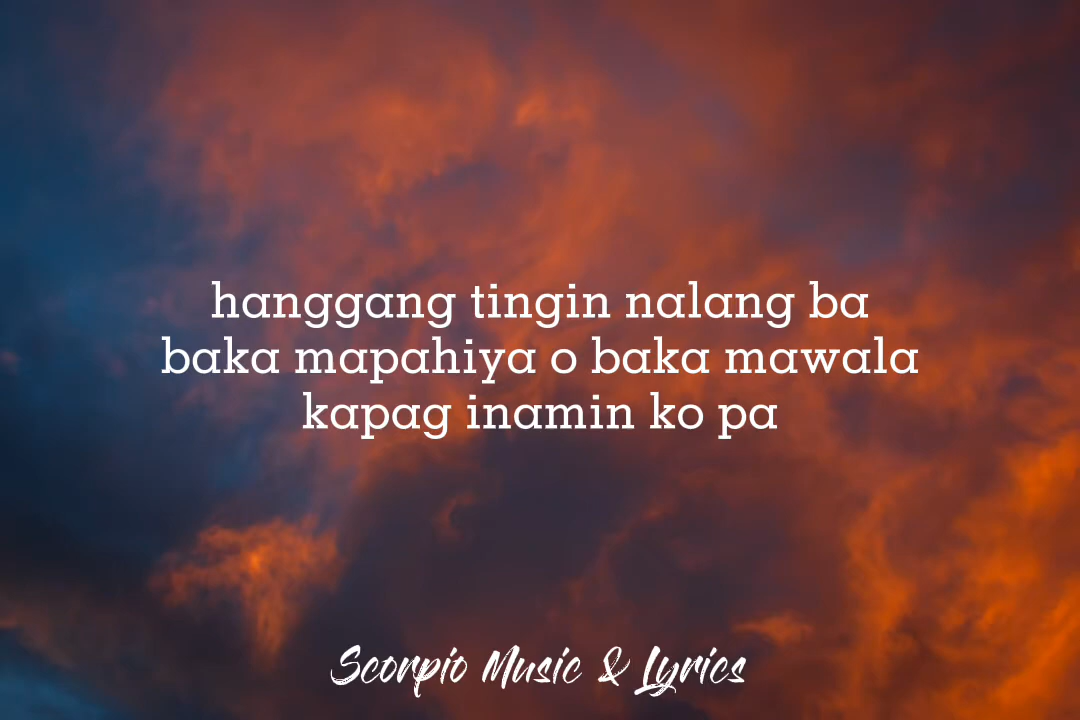 hanggang tingin nalang ba
baka mapahiya o baka mawala
kapag inamin ko pa
Scorpio Music & Lyrics